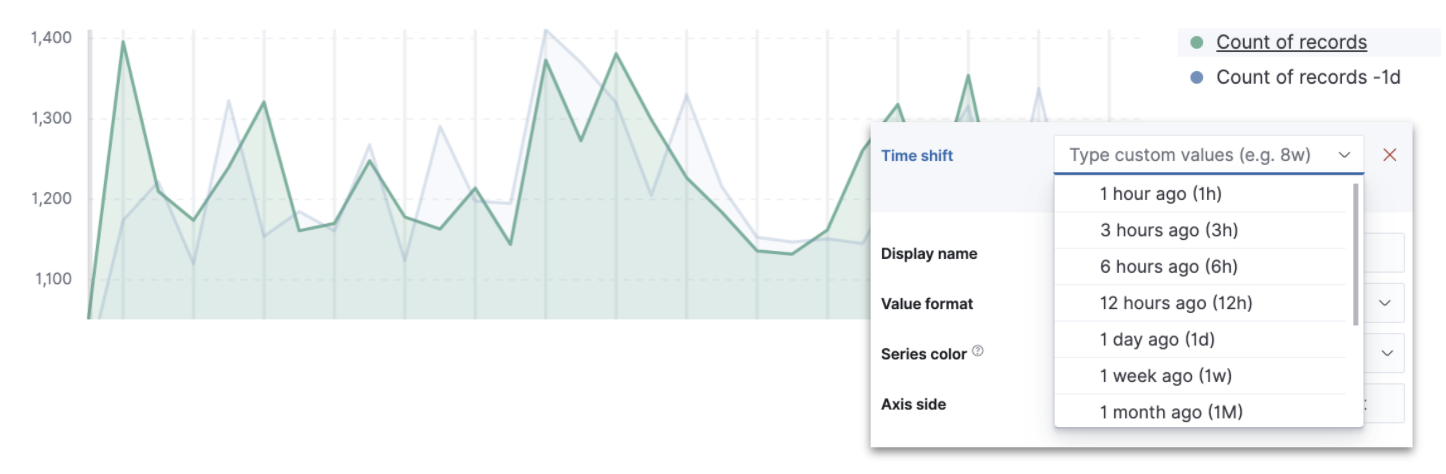 1,400
1,300
1,200
1,100
Count of records
Count of records -1d
Time shift
Type custom values (e.g. 8w)
1 hour ago (1h)
3 hours ago (3h)
6 hours ago (6h)
12 hours ago (12h)
1 day ago (1d)
1 week ago (1w)
1 month ago (1M)
Display name
Value format
Series color
Axis side